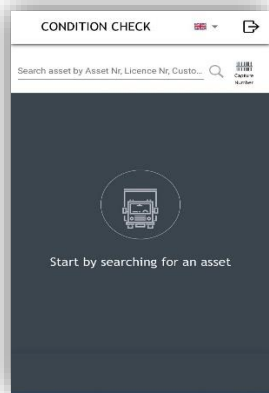 CONDITION CHECK
Search asset by Asset Nr, Licence Nr, Custo...
Capture
Number
Start by searching for an asset